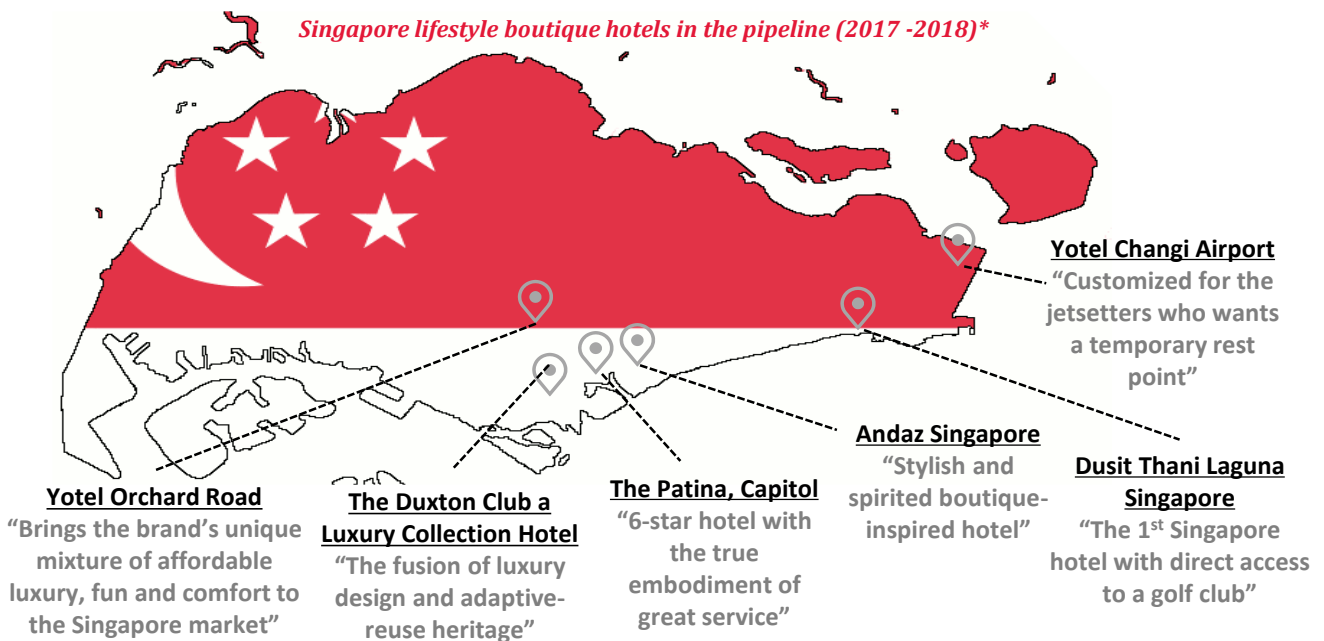 Singapore lifestyle boutique hotels in the pipeline (2017 -2018)*
Yotel Changi Airport
“Customized for the
jetsetters who wants
a temporary rest
point”
Andaz Singapore
“Stylish and
spirited boutique-
inspired hotel”
Dusit Thani Laguna
Singapore
“The 1st Singapore
hotel with direct access
to a golf club”
Yotel Orchard Road
“Brings the brand’s unique
mixture of affordable
luxury, fun and comfort to
the Singapore market”
The Duxton Club a
Luxury Collection Hotel
“The fusion of luxury
design and adaptive-
reuse heritage”
The Patina, Capitol
“6-star hotel with
the true
embodiment of
great service”